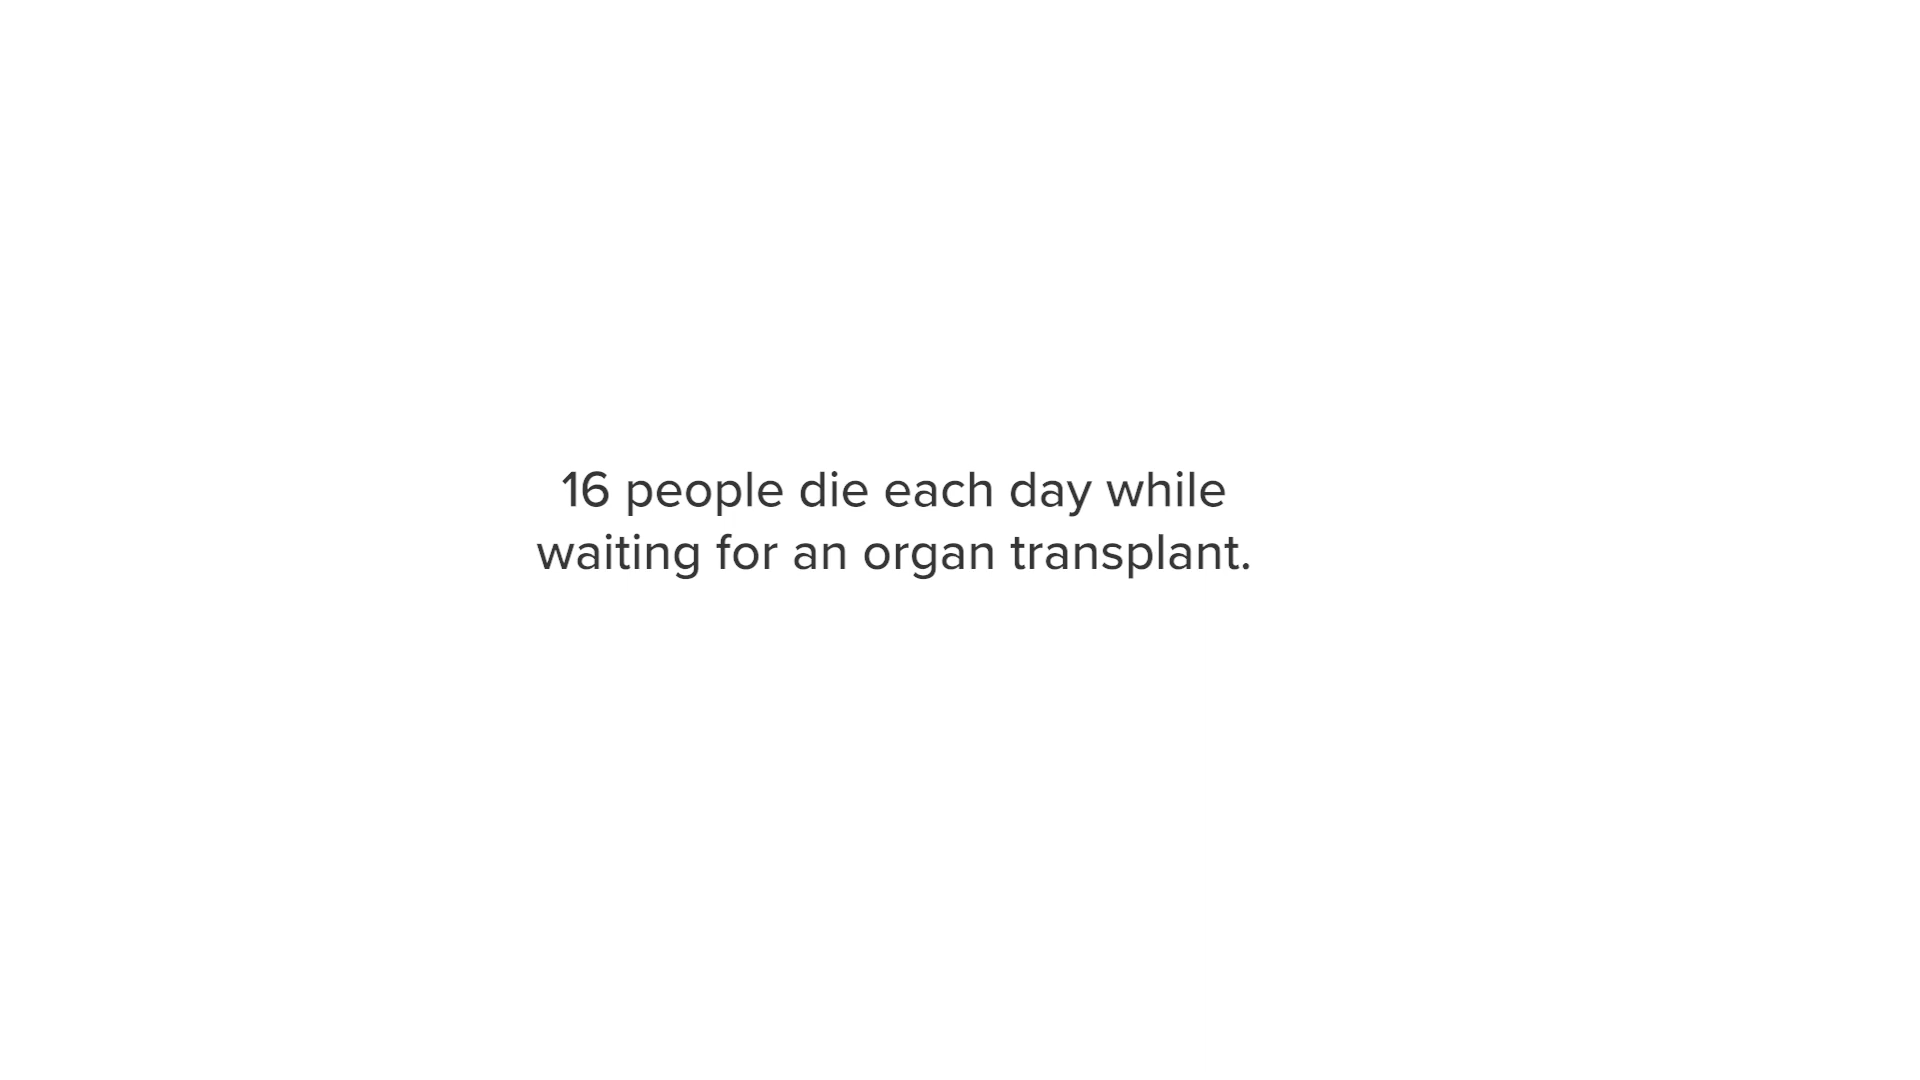 16 people die each day while
waiting for an organ transplant.